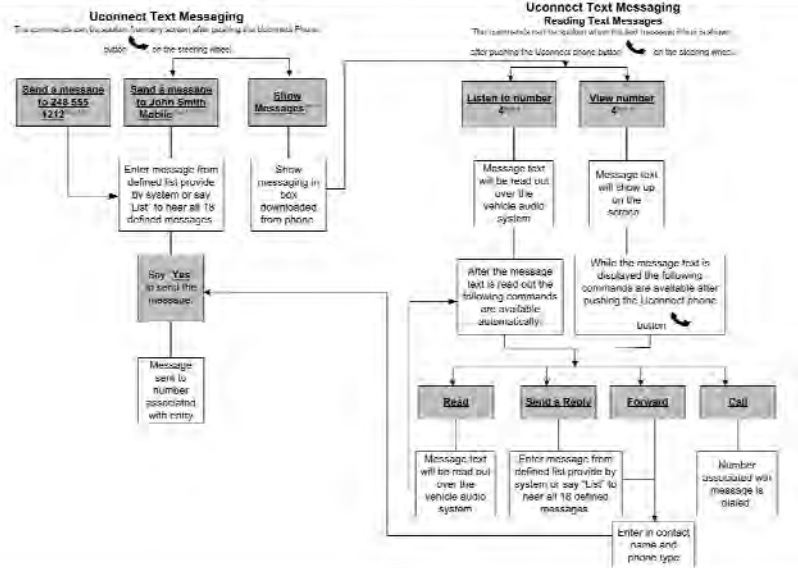 Uconnect Text Messaging
The commands can be spoken from any screen after pushing the Uconnect Phone
button on the steering wheel.
Send a message
to 248 555
1212
Send a message
to John Smith
Mobile
Show
Messages
Enter message from
defined list provide
by system or say
"List" to hear all 18
defined messages
Show
messaging in
box
downloaded
from phone
Say Yes
to send the
message.
Message
sent to
number
associated
with entry
Uconnect Text Messaging
Reading Text Messages
after pushing the Uconnect phone button on the steering wheel.
Listen to number
4
View number
4
Message text
will be read out
over the
vehicle audio
system
Message text
will show up
on the
screen
After the message
text is read out the
following commands
are available
automatically.
While the message text is
displayed the following
commands are available after
pushing the Uconnect phone
button
Read
Send a Reply
Forward
Call
Message text
will be read out
over the
vehicle audio
system
Enter message from
defined list provide by
system or say "List" to
hear all 18 defined
messages
Number
associated with
message is
dialed
Enter in contact
name and
phone type